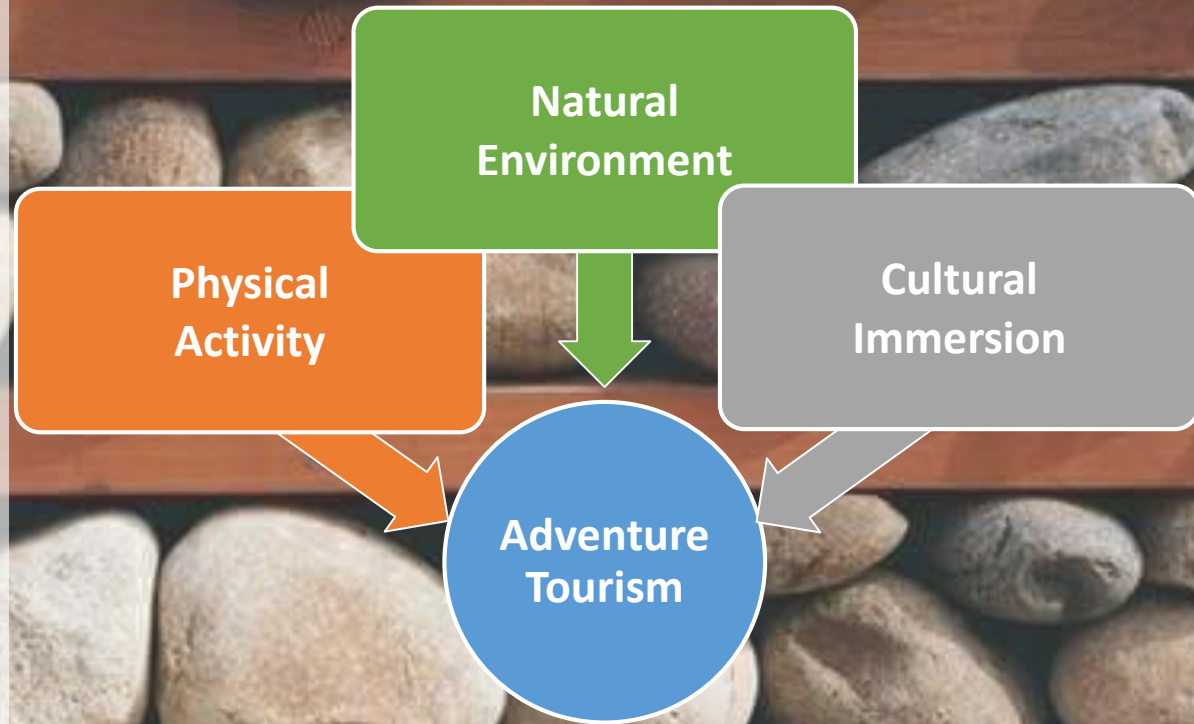 Natural
Environment
Physical
Activity
Cultural
Immersion
Adventure
Tourism